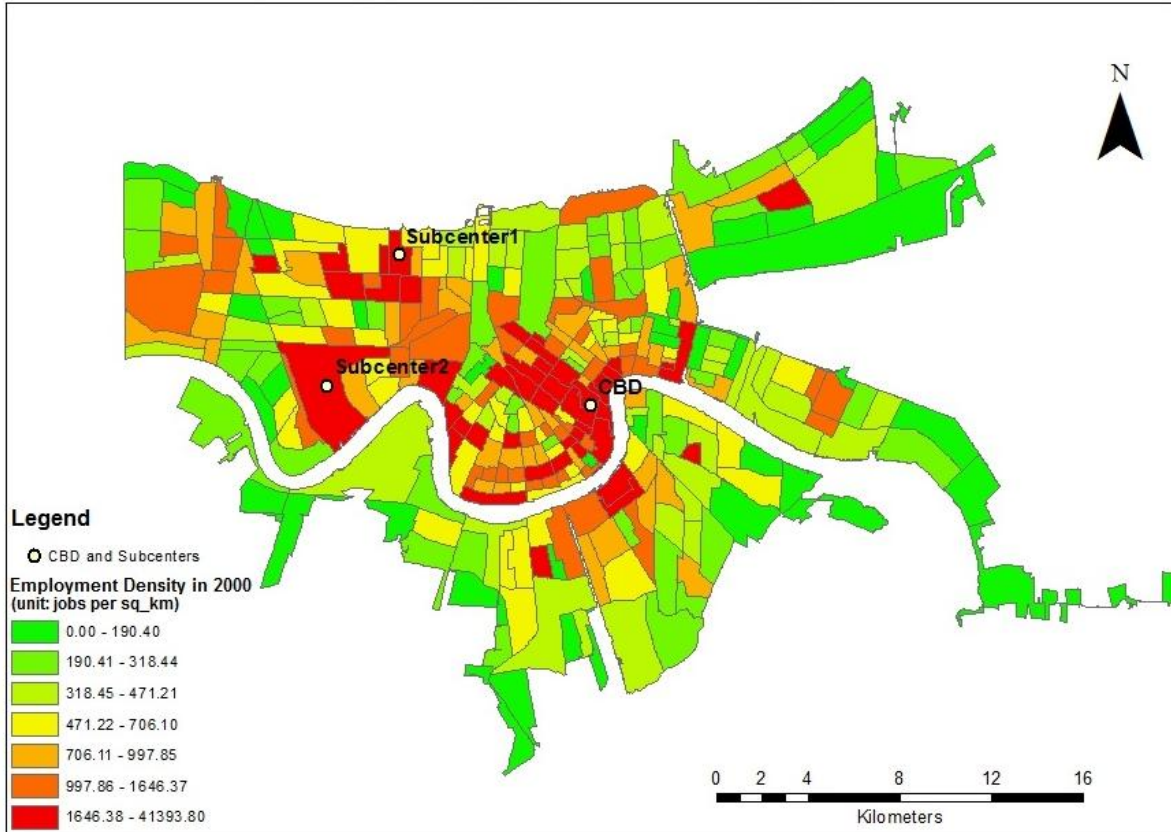 N
Subcenter1
Subcenter2
CBD
Legend
CBD and Subcenters
Employment Density in 2000
(unit: jobs per sq_km)
0.00 - 190.40
190.41 - 318.44
318.45 - 471.21
471.22 - 706.10
706.11 - 997.85
997.86 - 1646.37
1646.38 - 41393.80
0 2 4 8 12 16
Kilometers